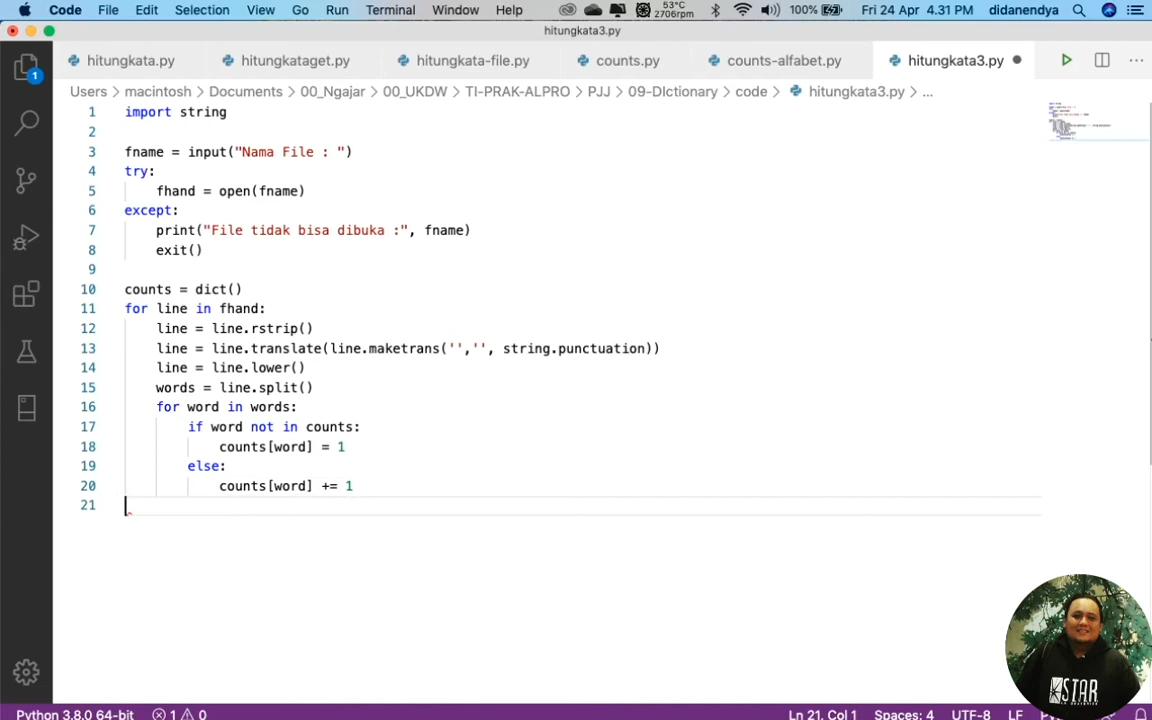 Code File Edit Selection View Go Run Terminal Window Help 53°C 2706rpm 100% Fri 24 Apr 4.31 PM didanendya
hitungkata3.py
hitungkata.py hitungkataget.py hitungkata-file.py counts.py counts-alfabet.py hitungkata3.py
Users > macintosh > Documents > 00_Ngajar > 00_UKDW > TI-PRAK-ALPRO > PJJ > 09-DIctionary > code > hitungkata3.py > ...
1 import string
2
3 fname = input("Nama File : ")
4 try:
5     fhand = open(fname)
6 except:
7     print("File tidak bisa dibuka :", fname)
8     exit()
9
10 counts = dict()
11 for line in fhand:
12     line = line.rstrip()
13     line = line.translate(line.maketrans('','', string.punctuation))
14     line = line.lower()
15     words = line.split()
16     for word in words:
17         if word not in counts:
18             counts[word] = 1
19         else:
20             counts[word] += 1
21
1
STAR
Python 3.8.0 64-bit 1 0 Ln 21, Col 1 Spaces: 4 UTF-8 LF